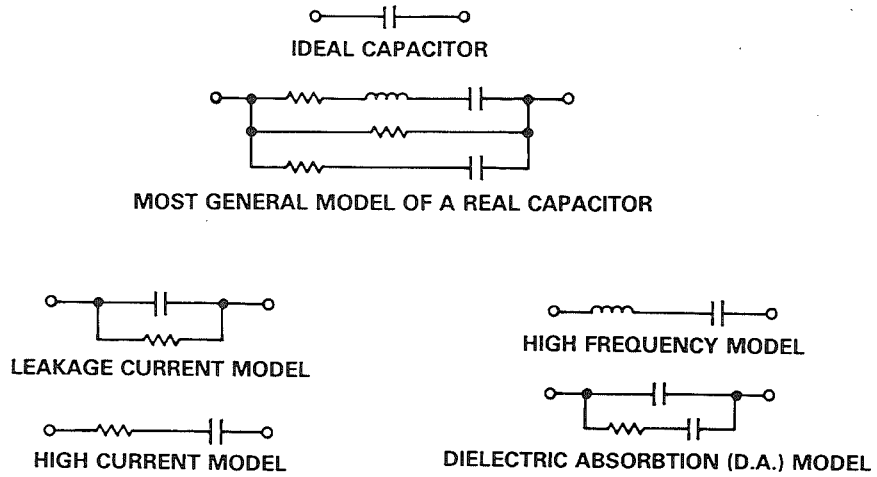 IDEAL CAPACITOR
MOST GENERAL MODEL OF A REAL CAPACITOR
LEAKAGE CURRENT MODEL
HIGH FREQUENCY MODEL
HIGH CURRENT MODEL
DIELECTRIC ABSORBTION (D.A.) MODEL